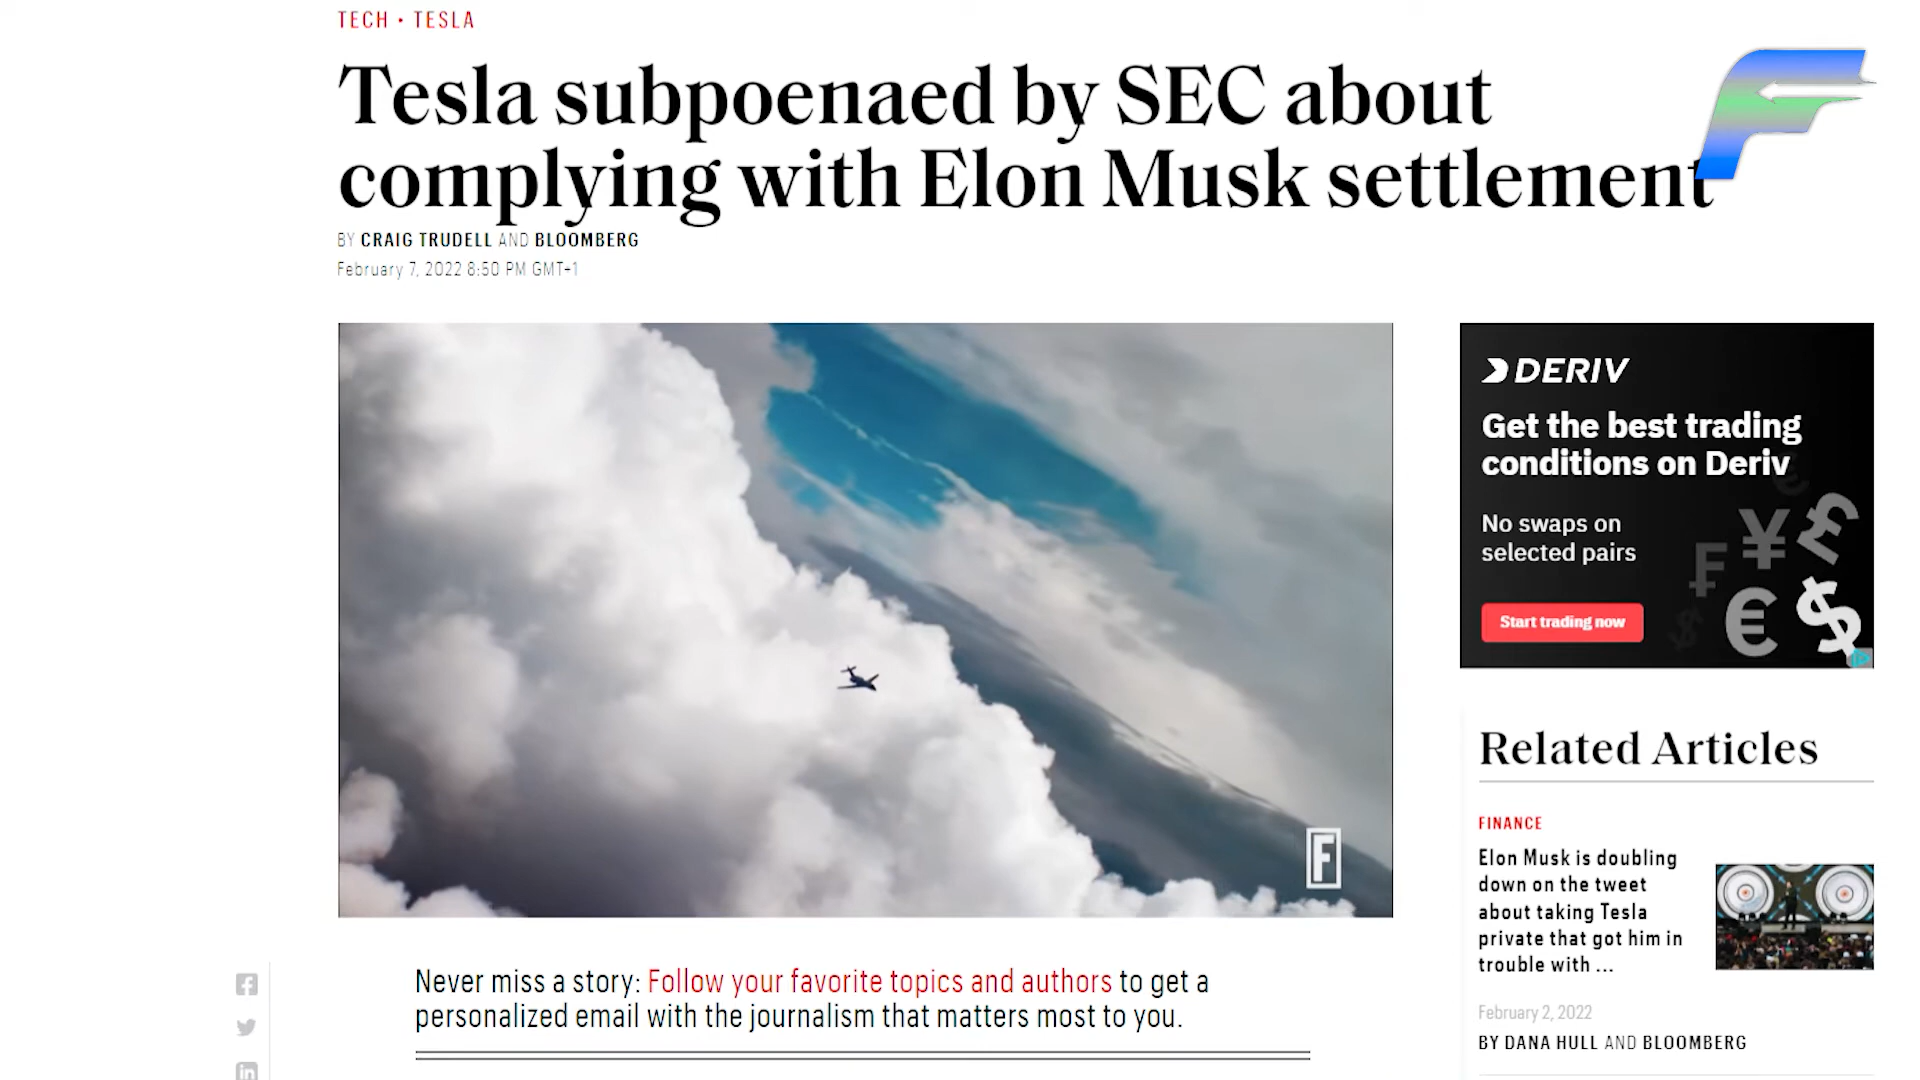 TECH • TESLA
Tesla subpoenaed by SEC about
complying with Elon Musk settlement
BY CRAIG TRUDELL AND BLOOMBERG
February 7, 2022 8:50 PM GMT+1
F
DERIV
Get the best trading
conditions on Deriv
No swaps on
selected pairs
Start trading now
Related Articles
FINANCE
Elon Musk is doubling
down on the tweet
about taking Tesla
private that got him in
trouble with ...
February 2, 2022
BY DANA HULL AND BLOOMBERG
F
Never miss a story: Follow your favorite topics and authors to get a
personalized email with the journalism that matters most to you.